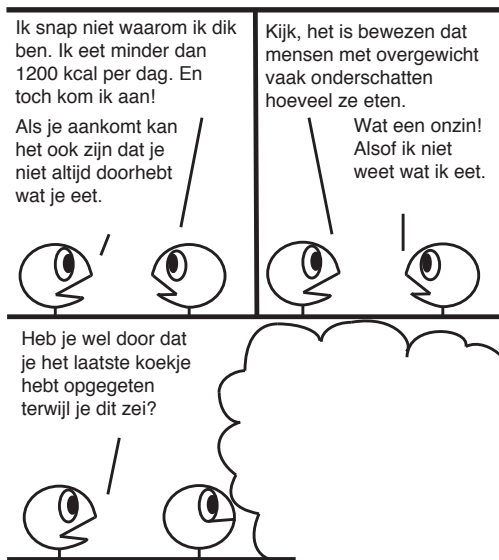 Ik snap niet waarom ik dik
ben. Ik eet minder dan
1200 kcal per dag. En
toch kom ik aan!
Als je aankomt kan
het ook zijn dat je
niet altijd doorhebt
wat je eet.
Kijk, het is bewezen dat
mensen met overgewicht
vaak onderschatten
hoeveel ze eten.
Wat een onzin!
Alsof ik niet
weet wat ik eet.
Heb je wel door dat
je het laatste koekje
hebt opgegeten
terwijl je dit zei?